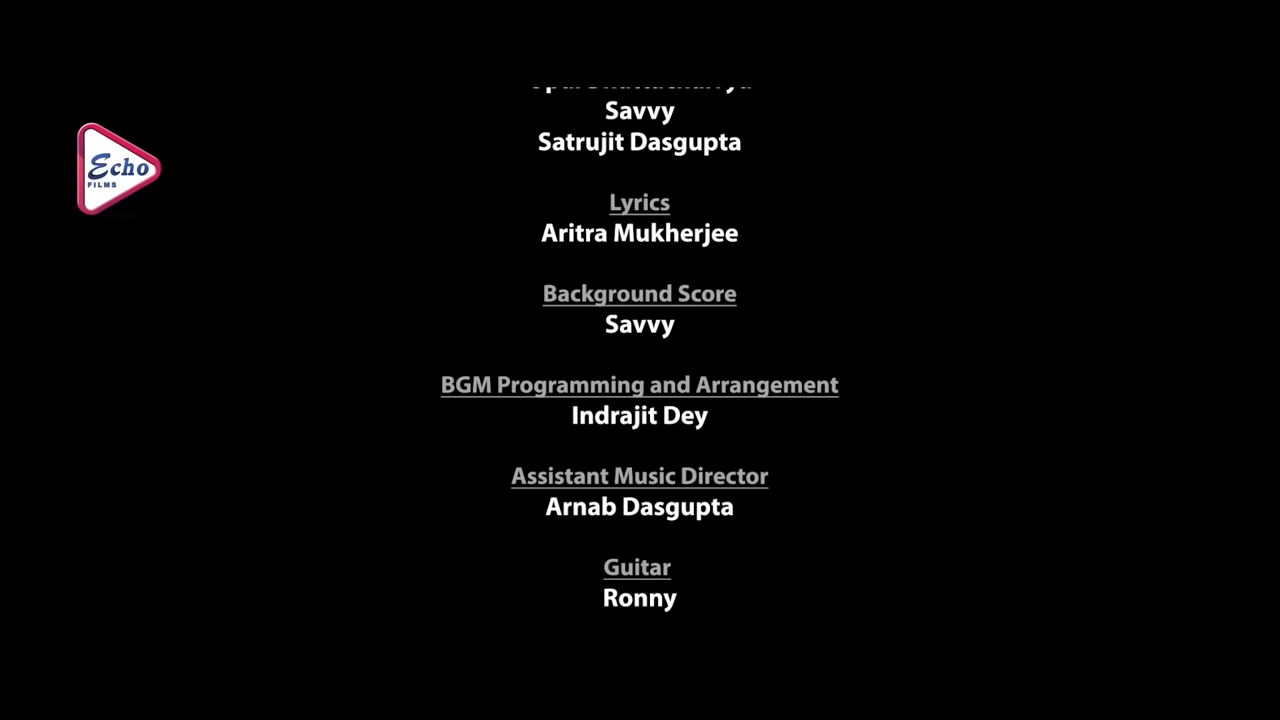 Savvy
Satrujit Dasgupta
Echo
FILMS
Lyrics
Aritra Mukherjee
Background Score
Savvy
BGM Programming and Arrangement
Indrajit Dey
Assistant Music Director
Arnab Dasgupta
Guitar
Ronny